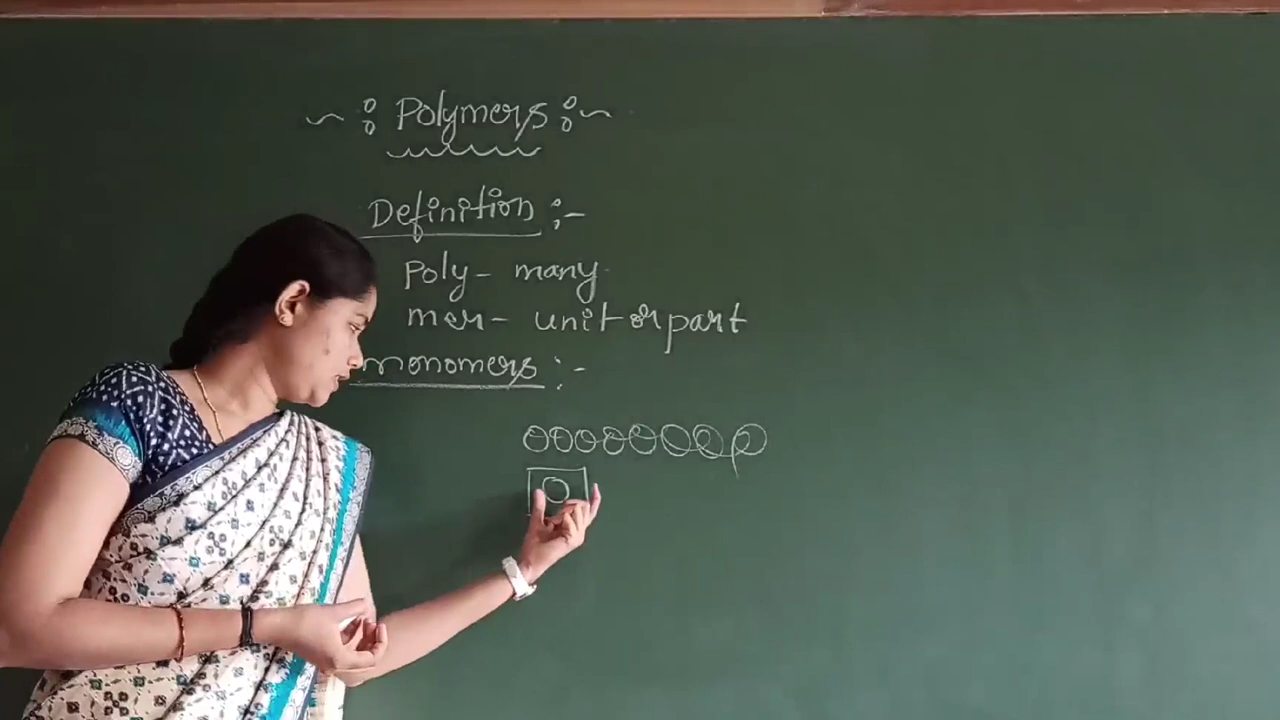 ~ : Polymers : ~
Definition :-
Poly - many
mer - unit or part
monomers :-